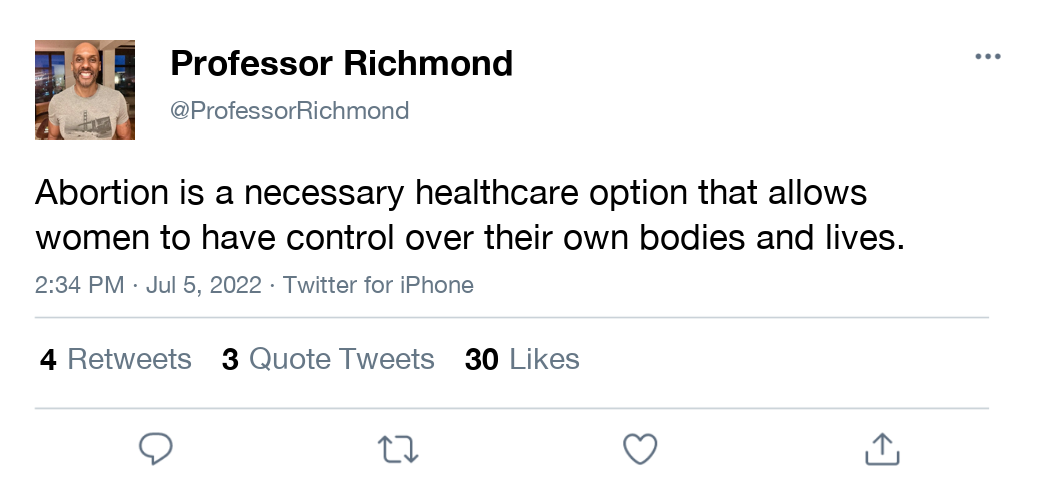 Professor Richmond
@ProfessorRichmond
Abortion is a necessary healthcare option that allows
women to have control over their own bodies and lives.
2:34 PM · Jul 5, 2022 · Twitter for iPhone
4 Retweets 3 Quote Tweets 30 Likes